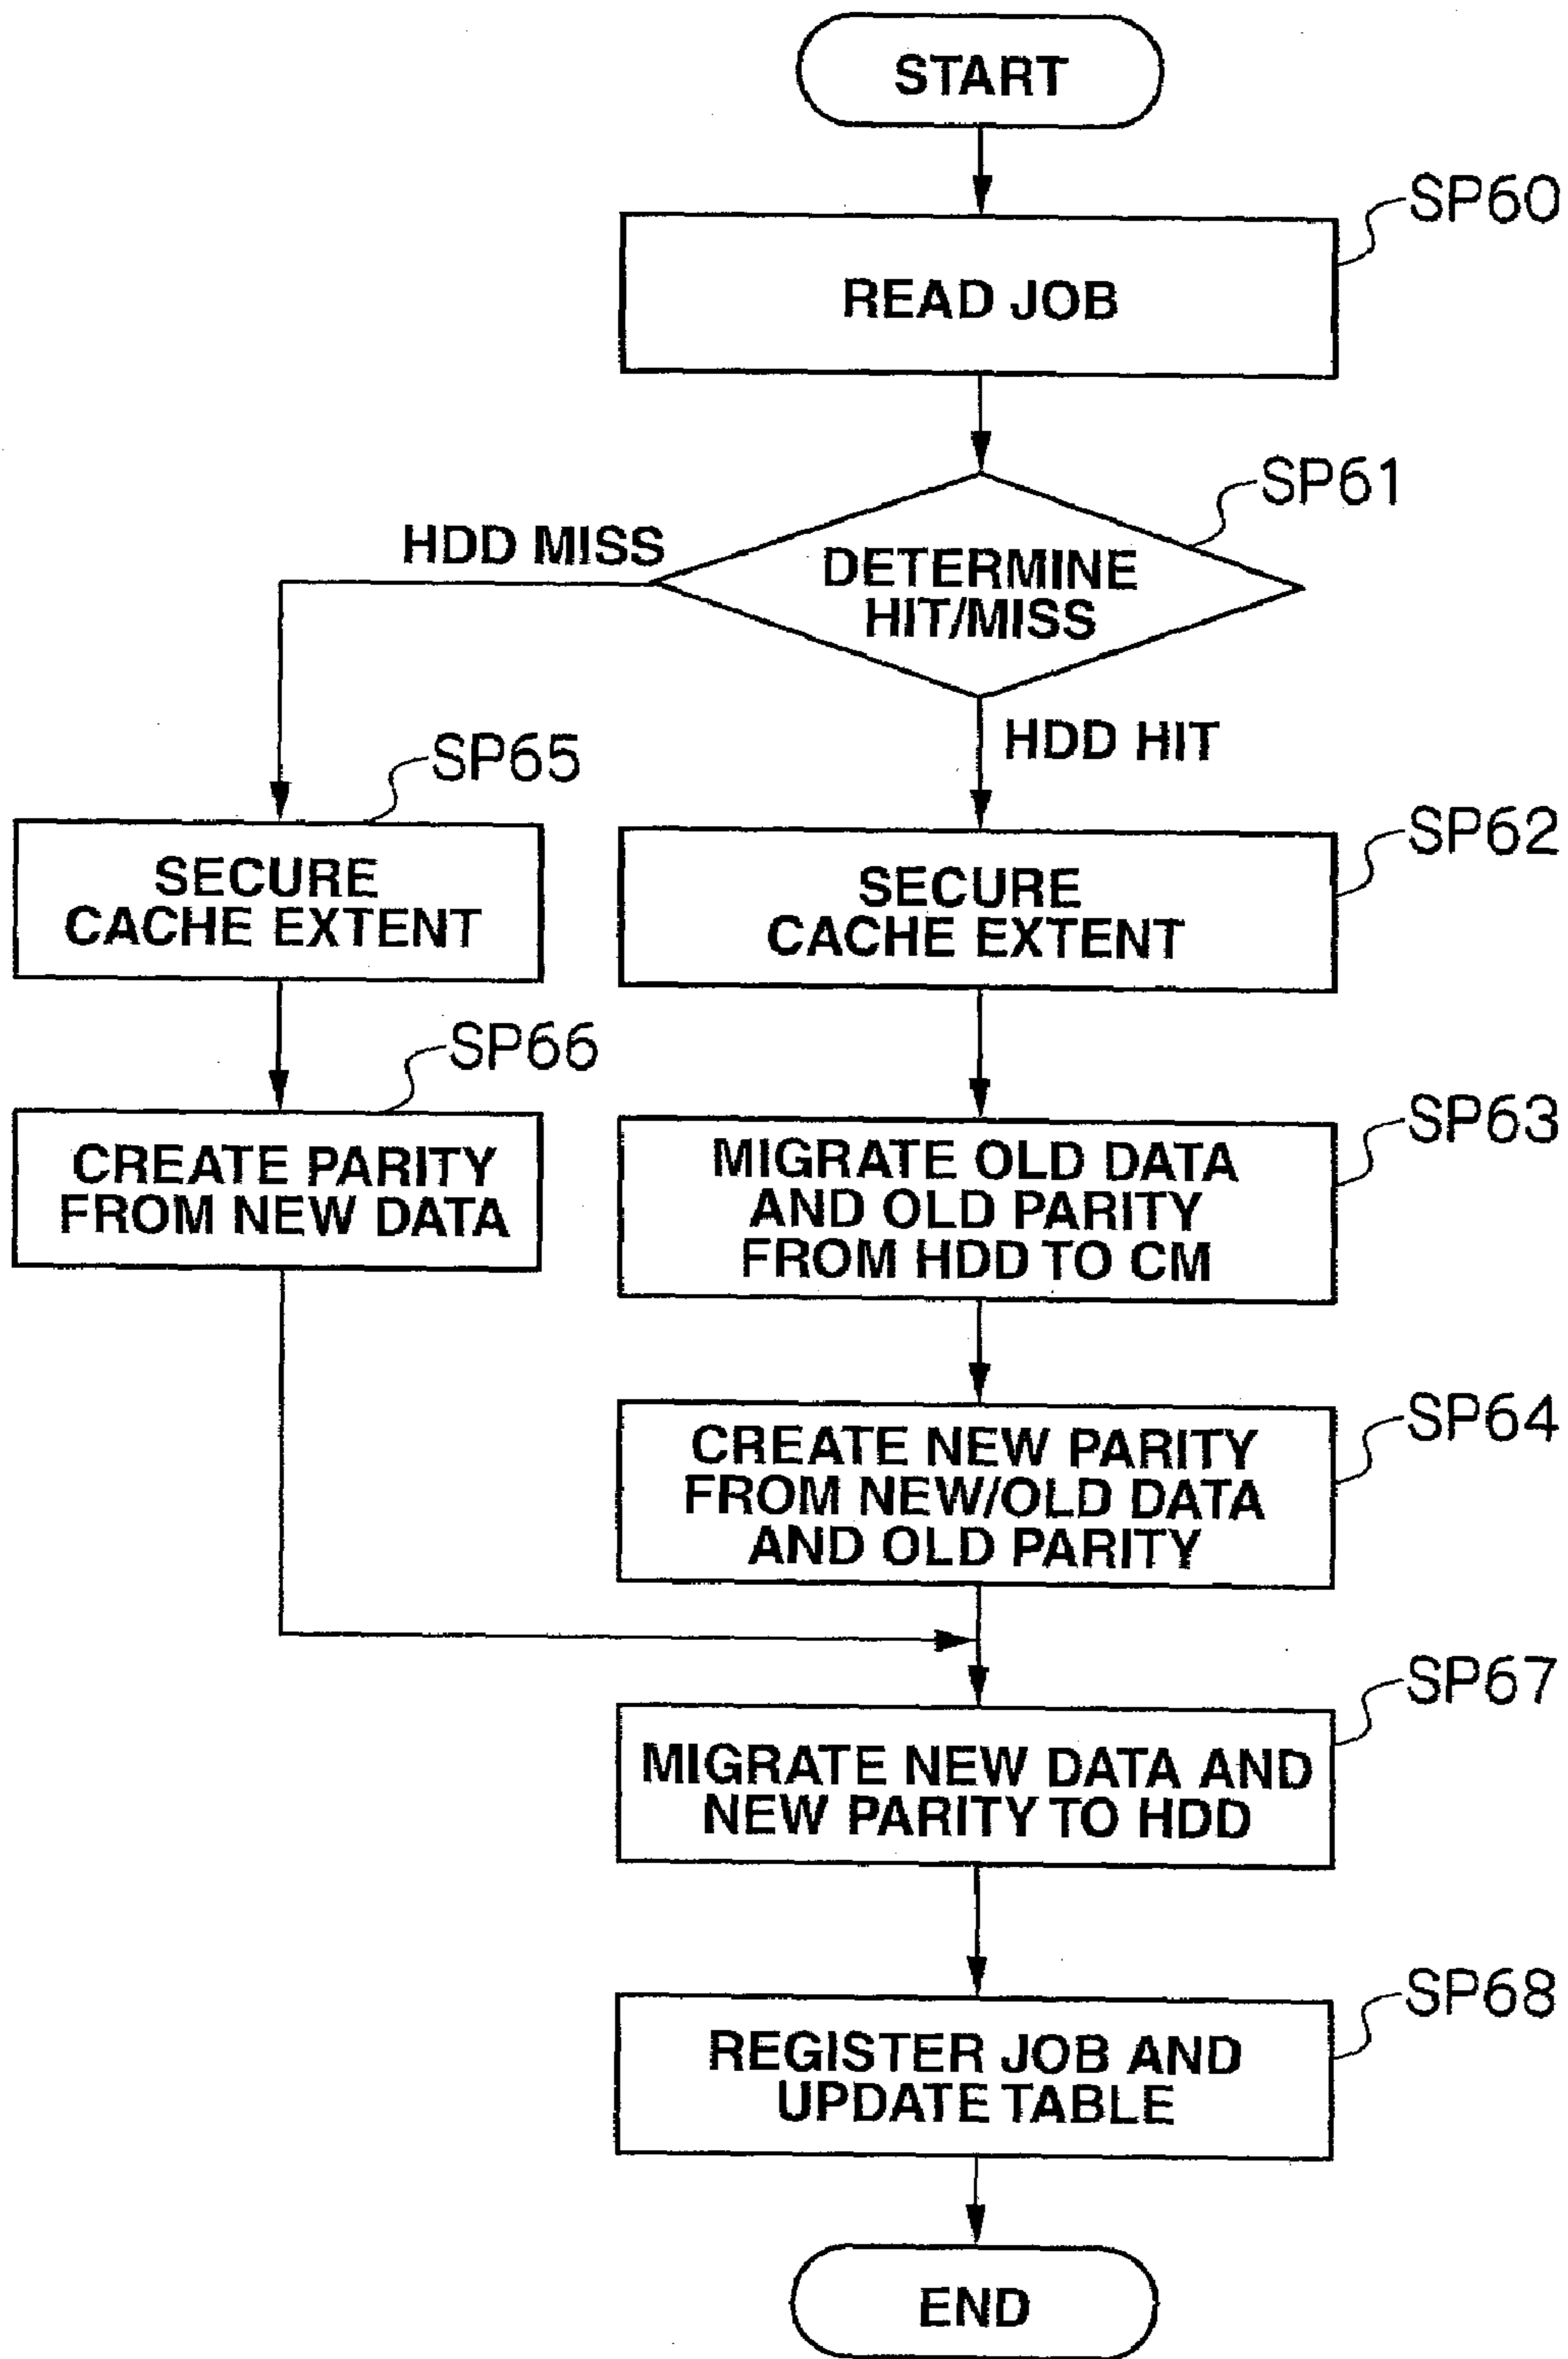 START
SP60
READ JOB
SP61
HDD MISS
DETERMINE
HIT/MISS
HDD HIT
SP65
SECURE
CACHE EXTENT
SP62
SECURE
CACHE EXTENT
SP66
CREATE PARITY
FROM NEW DATA
SP63
MIGRATE OLD DATA
AND OLD PARITY
FROM HDD TO CM
SP64
CREATE NEW PARITY
FROM NEW/OLD DATA
AND OLD PARITY
SP67
MIGRATE NEW DATA AND
NEW PARITY TO HDD
SP68
REGISTER JOB AND
UPDATE TABLE
END